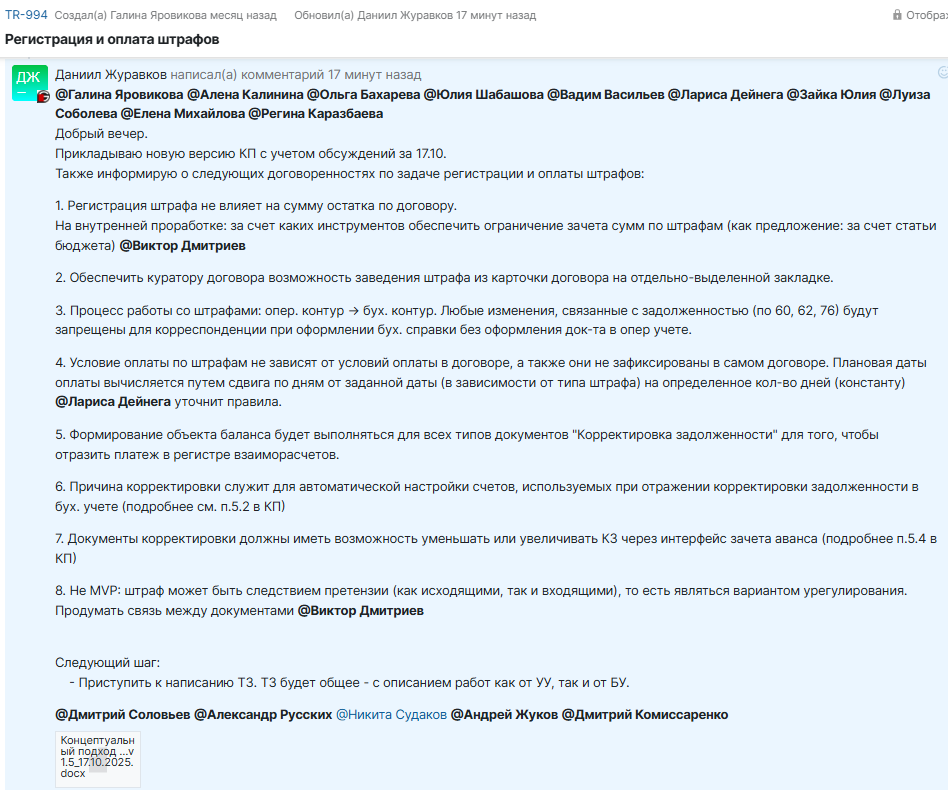 TR-994 Создал(а) Галина Яровикова месяц назад Обновил(а) Даниил Журавков 17 минут назад
Регистрация и оплата штрафов
ДЖ
Даниил Журавков написал(а) комментарий 17 минут назад
@Галина Яровикова @Алена Калинина @Ольга Бахарева @Юлия Шабашова @Вадим Васильев @Лариса Дейнега @Зайка Юлия @Луиза
Соболева @Елена Михайлова @Регина Каразбаева
Добрый вечер.
Прикладываю новую версию КП с учетом обсуждений за 17.10.
Также информирую о следующих договоренностях по задаче регистрации и оплаты штрафов:
1. Регистрация штрафа не влияет на сумму остатка по договору.
На внутренней проработке: за счет каких инструментов обеспечить ограничение зачета сумм по штрафам (как предложение: за счет статьи
бюджета) @Виктор Дмитриев
2. Обеспечить куратору договора возможность заведения штрафа из карточки договора на отдельно-выделенной закладке.
3. Процесс работы со штрафами: опер. контур → бух. контур. Любые изменения, связанные с задолженностью (по 60, 62, 76) будут
запрещены для корреспонденции при оформлении бух. справки без оформления док-та в опер учете.
4. Условие оплаты по штрафам не зависят от условий оплаты в договоре, а также они не зафиксированы в самом договоре. Плановая даты
оплаты вычисляется путем сдвига по дням от заданной даты (в зависимости от типа штрафа) на определенное кол-во дней (константу)
@Лариса Дейнега уточнит правила.
5. Формирование объекта баланса будет выполняться для всех типов документов "Корректировка задолженности" для того, чтобы
отразить платеж в регистре взаиморасчетов.
6. Причина корректировки служит для автоматической настройки счетов, используемых при отражении корректировки задолженности в
бух. учете (подробнее см. п.5.2 в КП)
7. Документы корректировки должны иметь возможность уменьшать или увеличивать КЗ через интерфейс зачета аванса (подробнее п.5.4 в
КП)
8. Не MVP: штраф может быть следствием претензии (как исходящими, так и входящими), то есть являться вариантом урегулирования.
Продумать связь между документами @Виктор Дмитриев
Следующий шаг:
- Приступить к написанию ТЗ. ТЗ будет общее - с описанием работ как от УУ, так и от БУ.
@Дмитрий Соловьев @Александр Русских @Никита Судаков @Андрей Жуков @Дмитрий Комиссаренко
Концептуальн
ый подход ...v
1.5_17.10.2025.
docx